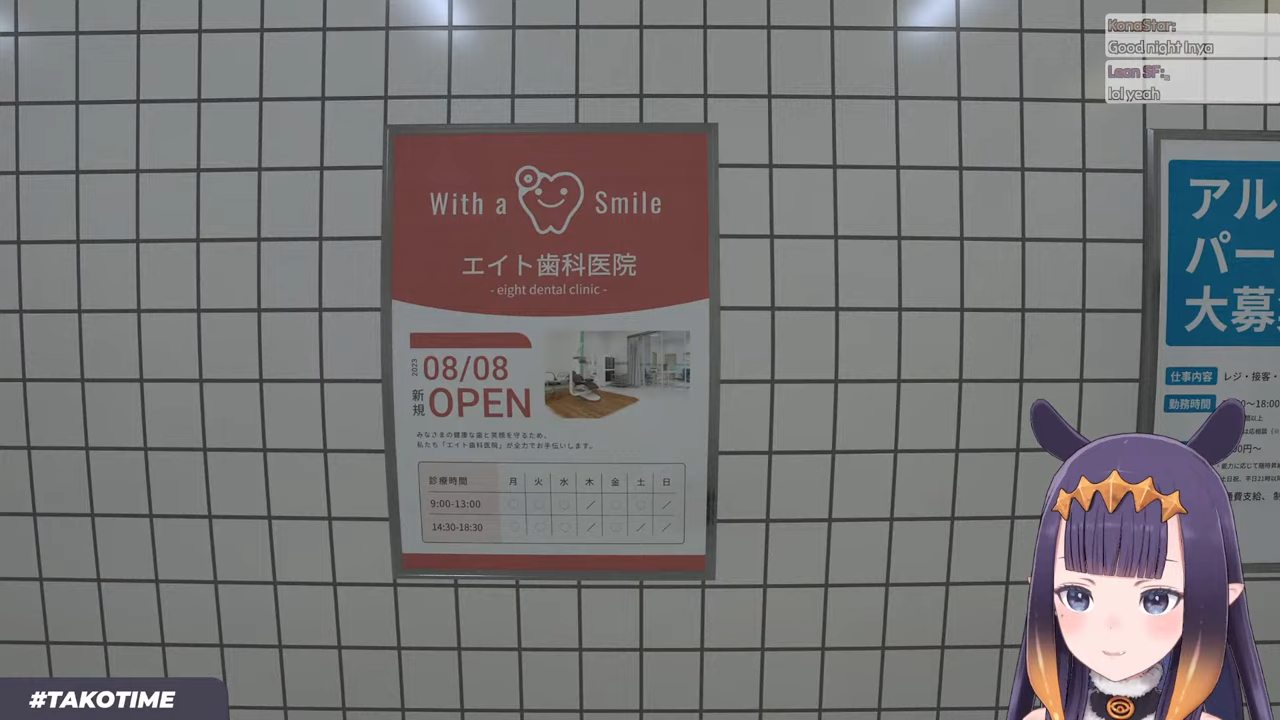 KonaStar:
Good night Inya
Leon SF:
lol yeah
With a Smile
エイト歯科医院
- eight dental clinic -
2023
08/08
新規
OPEN
みなさまの健康な歯と笑顔を守るため、
私たち「エイト歯科医院」が全力でお手伝いします。
診療時間 月 火 水 木 金 土 日
9:00-13:00 ○ ○ ○ / ○ ○ /
14:30-18:30 ○ ○ ○ / ○ / /
アル
パー
大募
仕事内容 レジ・接客・
勤務時間
0〜18:00
#TAKOTIME